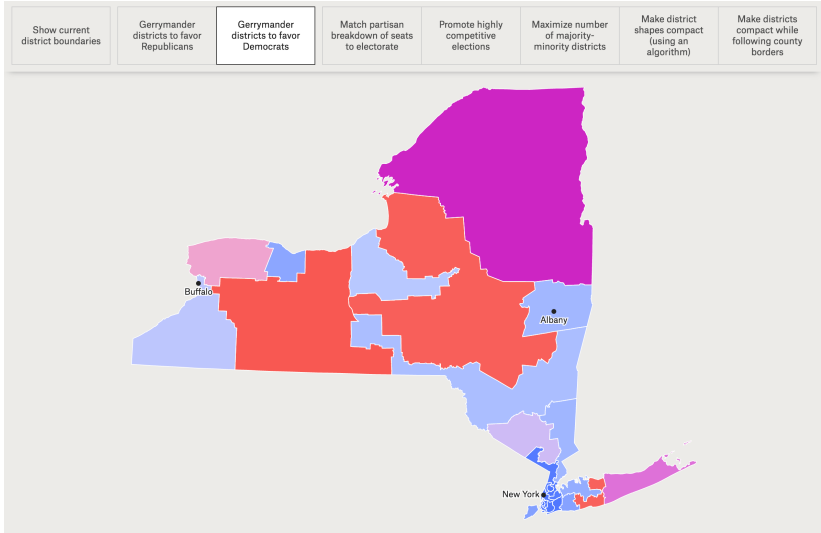 Show current
district boundaries
Gerrymander
districts to favor
Republicans
Gerrymander
districts to favor
Democrats
Match partisan
breakdown of seats
to electorate
Promote highly
competitive
elections
Maximize number
of majority-
minority districts
Make district
shapes compact
(using an
algorithm)
Make districts
compact while
following county
borders
Buffalo
Albany
New York